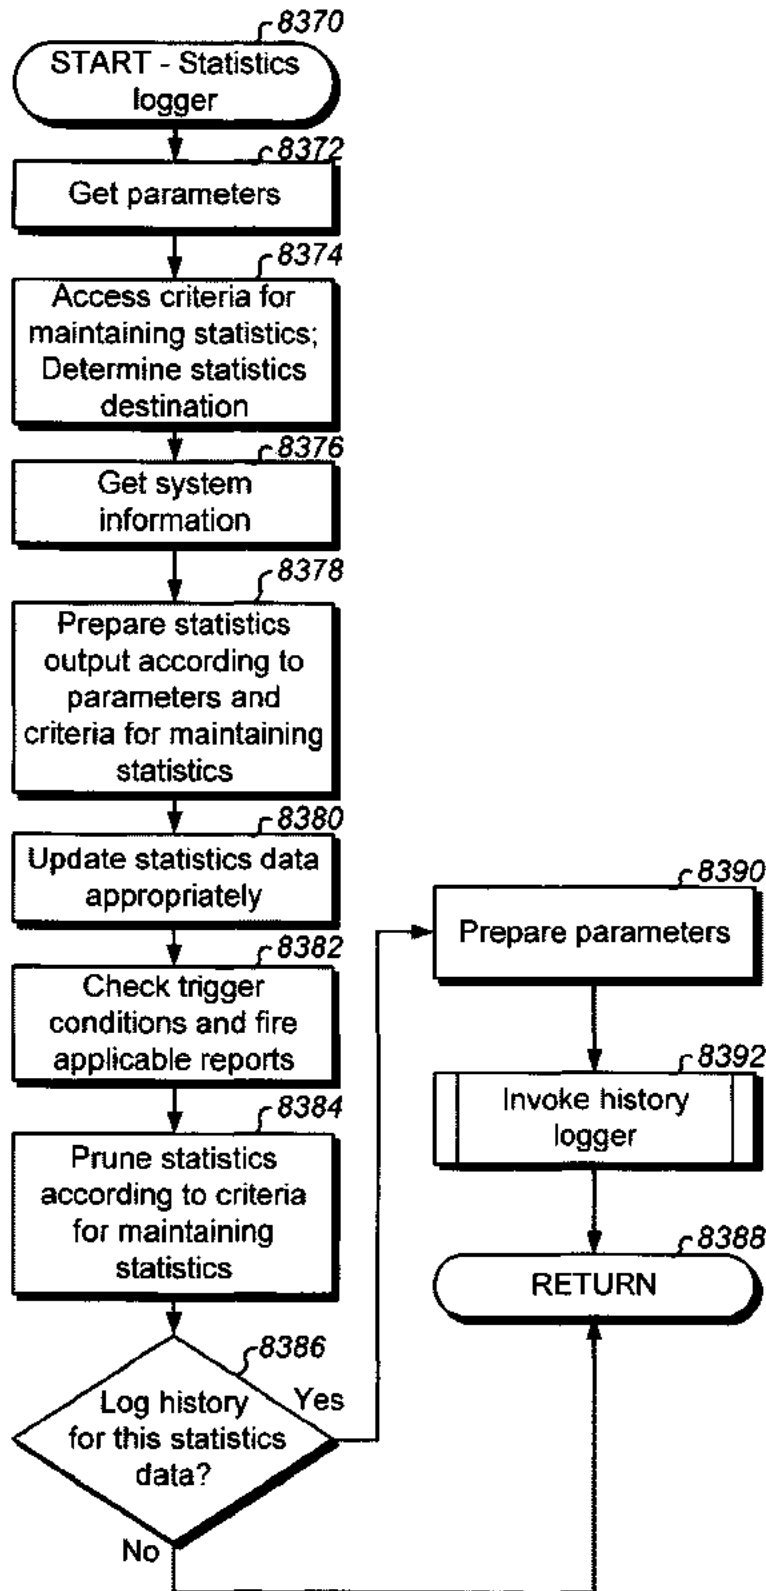 8370
START - Statistics
logger
8372
Get parameters
8374
Access criteria for
maintaining statistics;
Determine statistics
destination
8376
Get system
information
8378
Prepare statistics
output according to
parameters and
criteria for maintaining
statistics
8380
Update statistics data
appropriately
8382
Check trigger
conditions and fire
applicable reports
8384
Prune statistics
according to criteria
for maintaining
statistics
8386
Log history
for this statistics
data?
Yes
No
8390
Prepare parameters
8392
Invoke history
logger
8388
RETURN